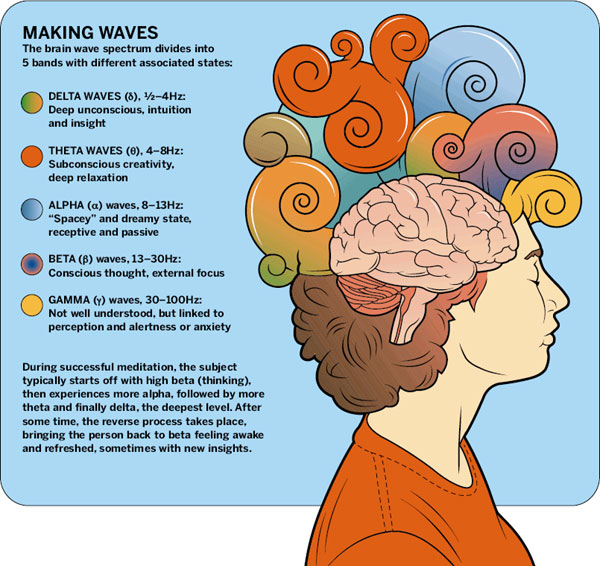 MAKING WAVES
The brain wave spectrum divides into
5 bands with different associated states:
DELTA WAVES (δ), ½–4Hz:
Deep unconscious, intuition
and insight
THETA WAVES (θ), 4–8Hz:
Subconscious creativity,
deep relaxation
ALPHA (α) waves, 8–13Hz:
“Spacey” and dreamy state,
receptive and passive
BETA (β) waves, 13–30Hz:
Conscious thought, external focus
GAMMA (γ) waves, 30–100Hz:
Not well understood, but linked to
perception and alertness or anxiety
During successful meditation, the subject
typically starts off with high beta (thinking),
then experiences more alpha, followed by more
theta and finally delta, the deepest level. After
some time, the reverse process takes place,
bringing the person back to beta feeling awake
and refreshed, sometimes with new insights.